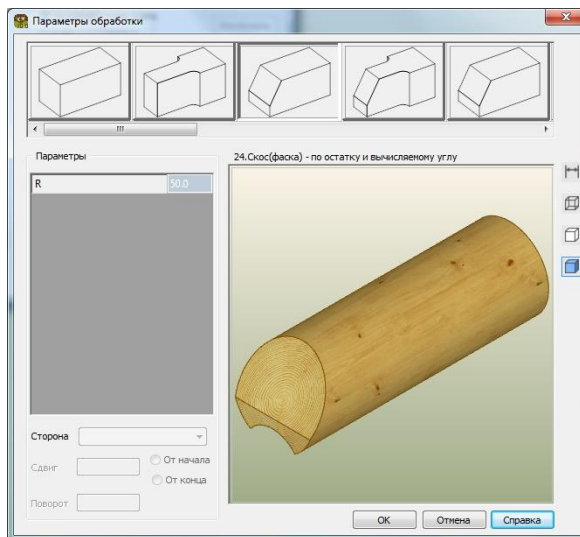 Параметры обработки
Параметры
24.Скос(фаска) - по остатку и вычисляемому углу
R 50.0
Сторона
Сдвиг
От начала
От конца
Поворот
ОК
Отмена
Справка